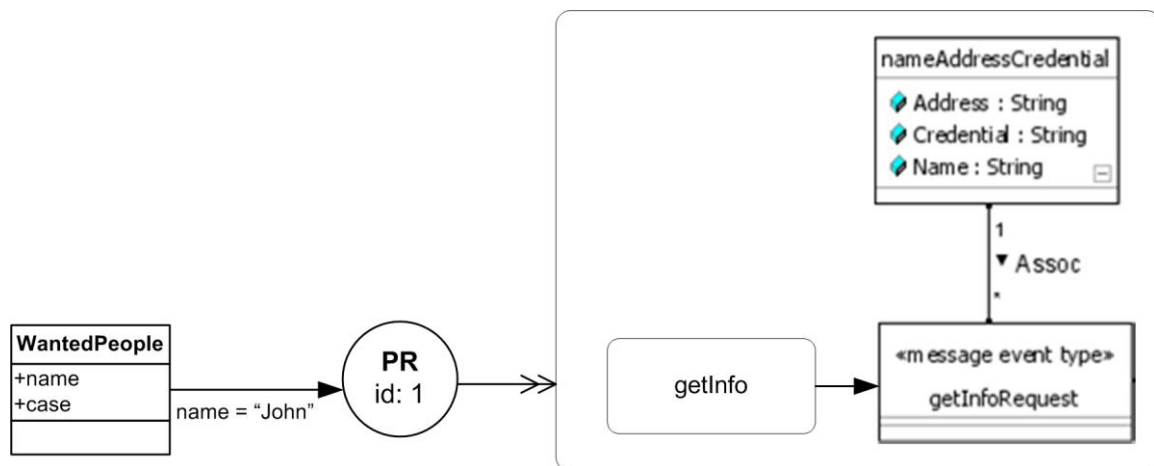 nameAddressCredential
Address : String
Credential : String
Name : String
1
▼ Assoc
*
WantedPeople
+name
+case
name = “John”
PR
id: 1
getInfo
«message event type»
getInfoRequest